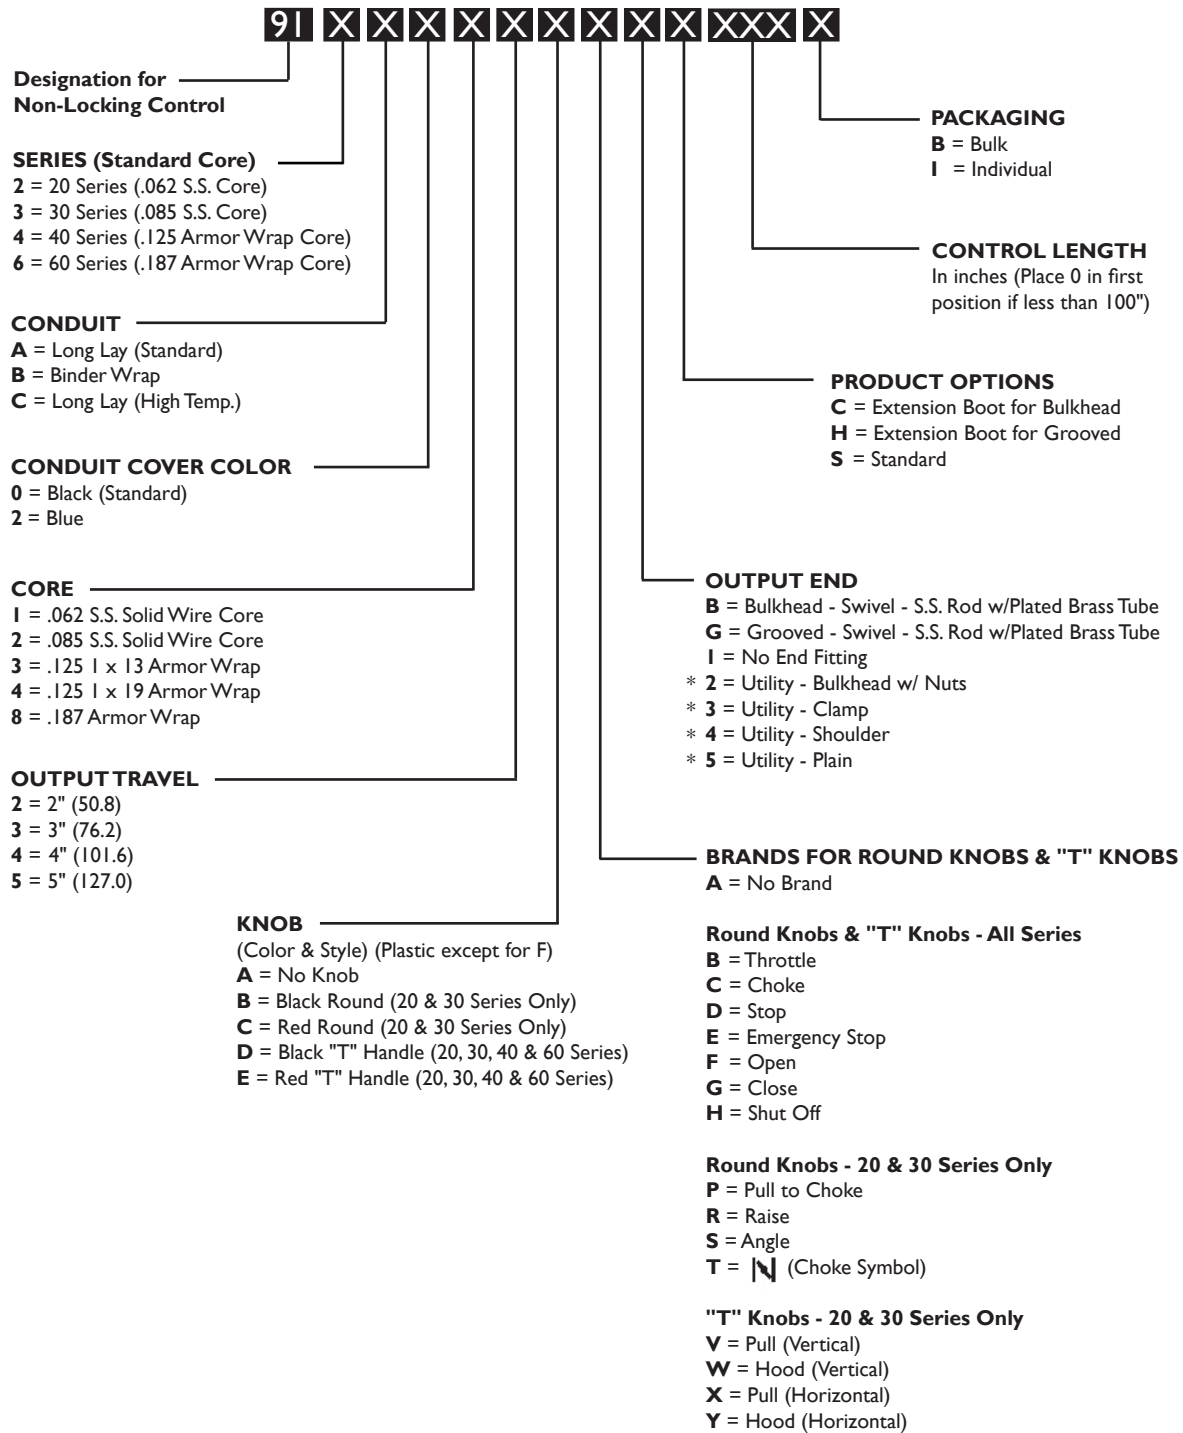 91 X X X X X X X X X XXX X
Designation for
Non-Locking Control
SERIES (Standard Core)
2 = 20 Series (.062 S.S. Core)
3 = 30 Series (.085 S.S. Core)
4 = 40 Series (.125 Armor Wrap Core)
6 = 60 Series (.187 Armor Wrap Core)
CONDUIT
A = Long Lay (Standard)
B = Binder Wrap
C = Long Lay (High Temp.)
CONDUIT COVER COLOR
0 = Black (Standard)
2 = Blue
CORE
1 = .062 S.S. Solid Wire Core
2 = .085 S.S. Solid Wire Core
3 = .125 1 x 13 Armor Wrap
4 = .125 1 x 19 Armor Wrap
8 = .187 Armor Wrap
OUTPUT TRAVEL
2 = 2" (50.8)
3 = 3" (76.2)
4 = 4" (101.6)
5 = 5" (127.0)
KNOB
(Color & Style) (Plastic except for F)
A = No Knob
B = Black Round (20 & 30 Series Only)
C = Red Round (20 & 30 Series Only)
D = Black "T" Handle (20, 30, 40 & 60 Series)
E = Red "T" Handle (20, 30, 40 & 60 Series)
PACKAGING
B = Bulk
I = Individual
CONTROL LENGTH
In inches (Place 0 in first
position if less than 100")
PRODUCT OPTIONS
C = Extension Boot for Bulkhead
H = Extension Boot for Grooved
S = Standard
OUTPUT END
B = Bulkhead - Swivel - S.S. Rod w/Plated Brass Tube
G = Grooved - Swivel - S.S. Rod w/Plated Brass Tube
1 = No End Fitting
* 2 = Utility - Bulkhead w/ Nuts
* 3 = Utility - Clamp
* 4 = Utility - Shoulder
* 5 = Utility - Plain
BRANDS FOR ROUND KNOBS & "T" KNOBS
A = No Brand
Round Knobs & "T" Knobs - All Series
B = Throttle
C = Choke
D = Stop
E = Emergency Stop
F = Open
G = Close
H = Shut Off
Round Knobs - 20 & 30 Series Only
P = Pull to Choke
R = Raise
S = Angle
T = (Choke Symbol)
"T" Knobs - 20 & 30 Series Only
V = Pull (Vertical)
W = Hood (Vertical)
X = Pull (Horizontal)
Y = Hood (Horizontal)